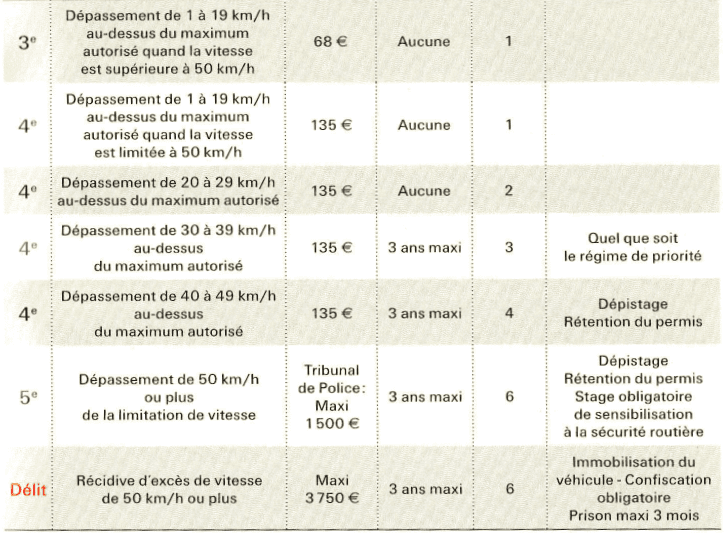 3e
Dépassement de 1 à 19 km/h
au-dessus du maximum
autorisé quand la vitesse
est supérieure à 50 km/h
68 €
Aucune
1
4e
Dépassement de 1 à 19 km/h
au-dessus du maximum
autorisé quand la vitesse
est limitée à 50 km/h
135 €
Aucune
1
4e
Dépassement de 20 à 29 km/h
au-dessus du maximum autorisé
135 €
Aucune
2
4e
Dépassement de 30 à 39 km/h
au-dessus
du maximum autorisé
135 €
3 ans maxi
3
Quel que soit
le régime de priorité
4e
Dépassement de 40 à 49 km/h
au-dessus
du maximum autorisé
135 €
3 ans maxi
4
Dépistage
Rétention du permis
5e
Dépassement de 50 km/h
ou plus
de la limitation de vitesse
Tribunal
de Police:
Maxi
1 500 €
3 ans maxi
6
Dépistage
Rétention du permis
Stage obligatoire
de sensibilisation
à la sécurité routière
Délit
Récidive d'excès de vitesse
de 50 km/h ou plus
Maxi
3 750 €
3 ans maxi
6
Immobilisation du
véhicule - Confiscation
obligatoire
Prison maxi 3 mois